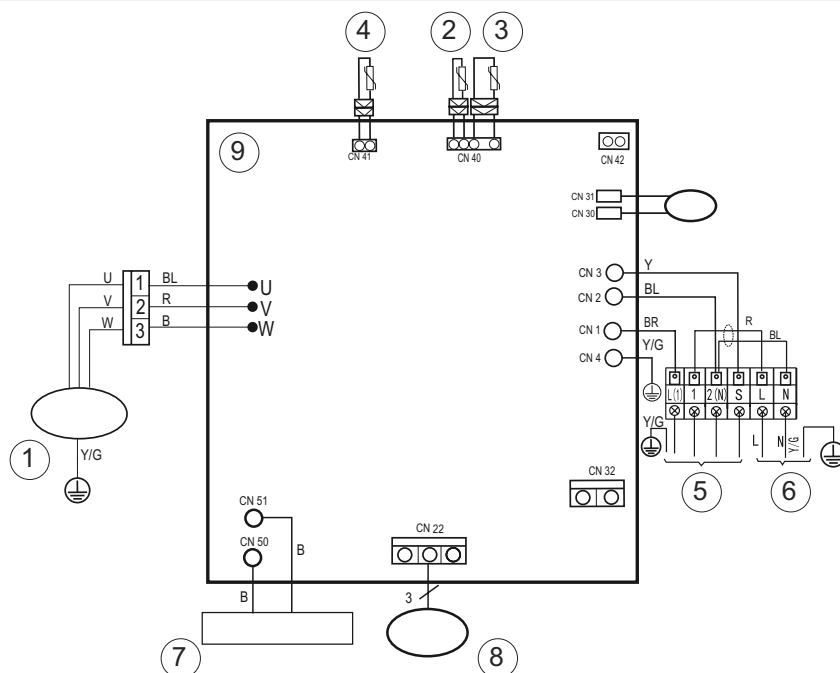 4 2 3
9
CN 41 CN 40 CN 42
CN 31
CN 30
CN 3 Y
CN 2 BL
U 1 BL U
V 2 R V
W 3 B W
CN 1 BR R
CN 4 Y/G BL
L(1) 1 2(N) S L N
Y/G L N Y/G
1 Y/G
5 6
CN 32
CN 51
CN 50 B
CN 22
B 3
7 8